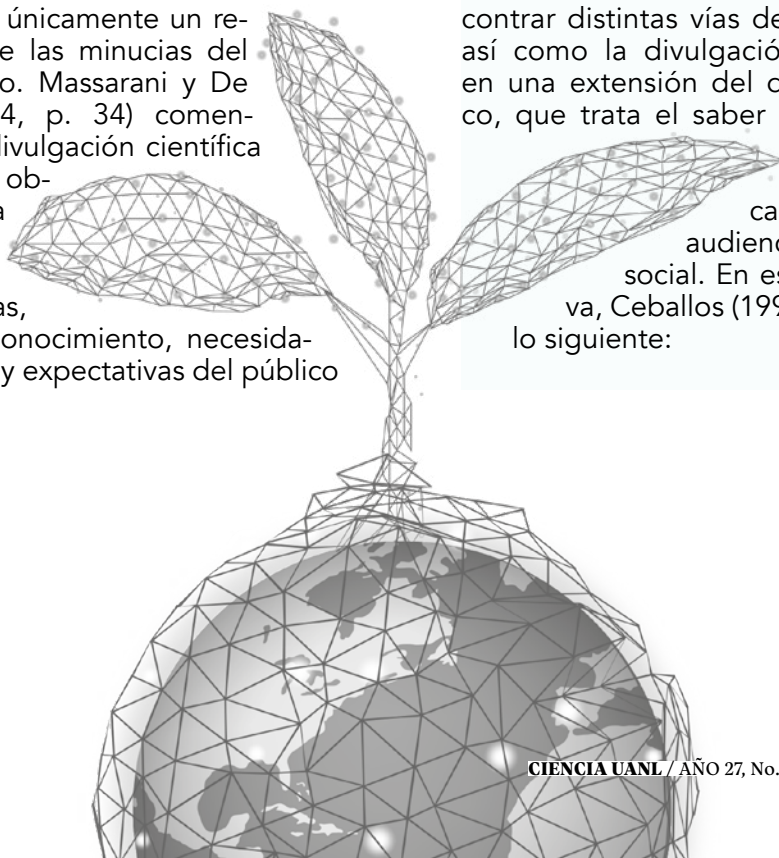 únicamente un re-
e las minucias del
o. Massarani y De
4, p. 34) comen-
divulgación científica
ob-
a
as,
onocimiento, necesida-
y expectativas del público
contrar distintas vías de
así como la divulgació
en una extensión del c
co, que trata el saber
ca
audienc
social. En es
va, Ceballos (199
lo siguiente:
CIENCIA UANL / AÑO 27, No.